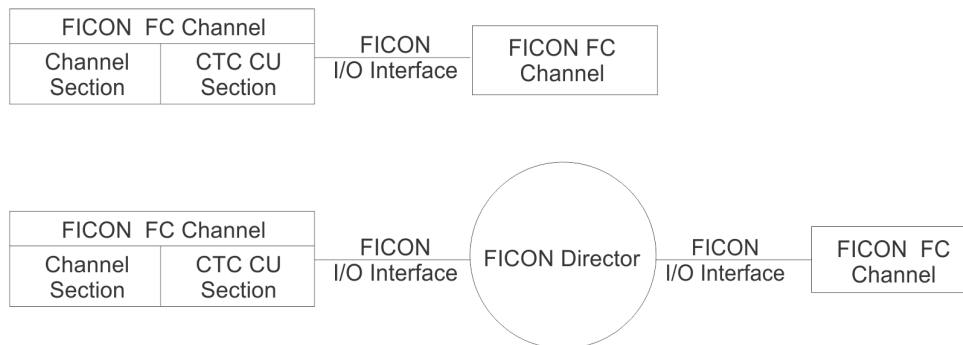 FICON FC Channel
Channel
Section
CTC CU
Section
FICON
I/O Interface
FICON FC
Channel
FICON FC Channel
Channel
Section
CTC CU
Section
FICON
I/O Interface
FICON Director
FICON
I/O Interface
FICON FC
Channel